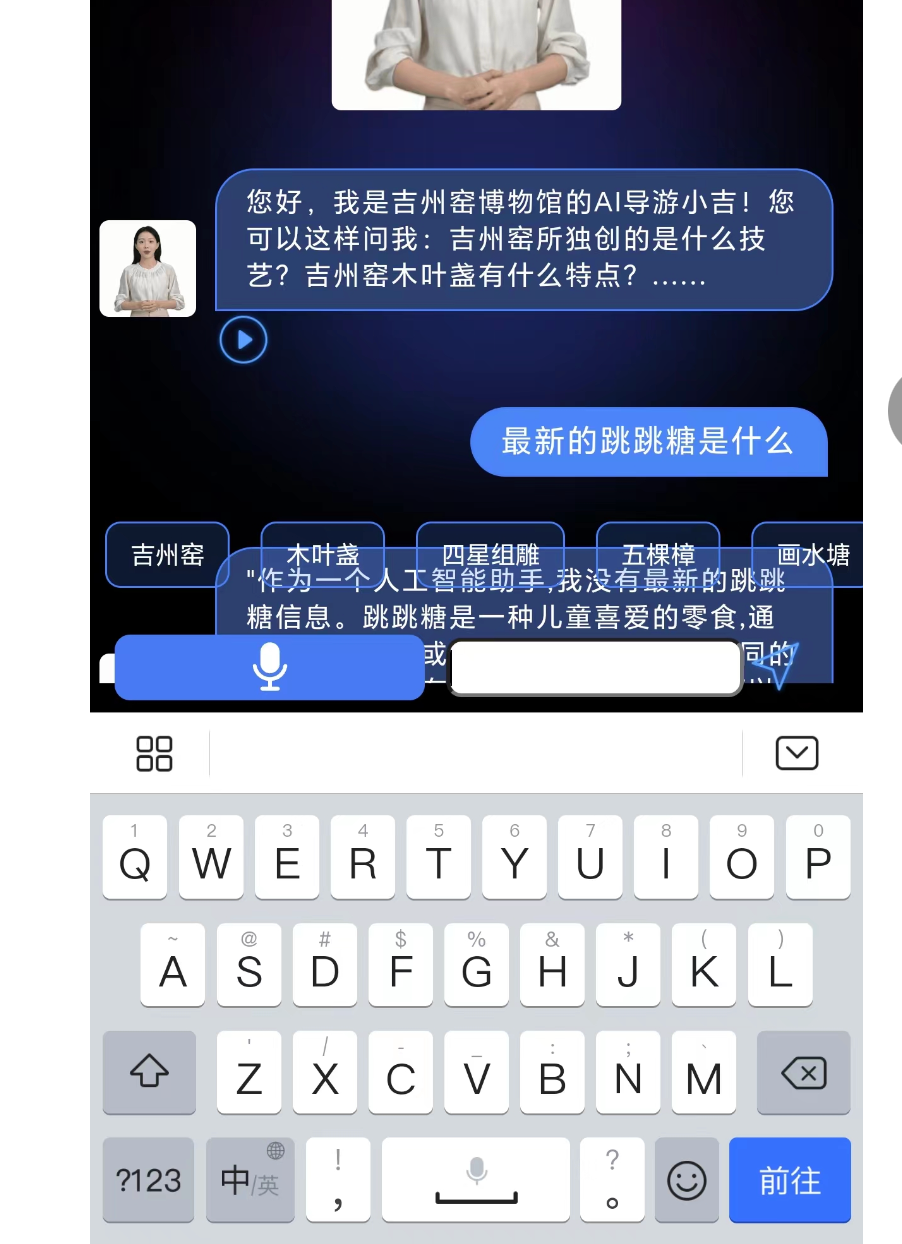 您好，我是吉州窑博物馆的AI导游小吉！您
可以这样问我：吉州窑所独创的是什么技
艺？吉州窑木叶盏有什么特点？……
最新的跳跳糖是什么
吉州窑 木叶盏 四星组雕 五棵樟 画水塘
"作为一个人工智能助手,我没有最新的跳跳
糖信息。跳跳糖是一种儿童喜爱的零食,通
或 同的
1 2 3 4 5 6 7 8 9 0
Q W E R T Y U I O P
~ @ # $ % & * ( )
A S D F G H J K L
' / - _ : ; 、
Z X C V B N M
?123 中/英 ! ， ? 。 前往